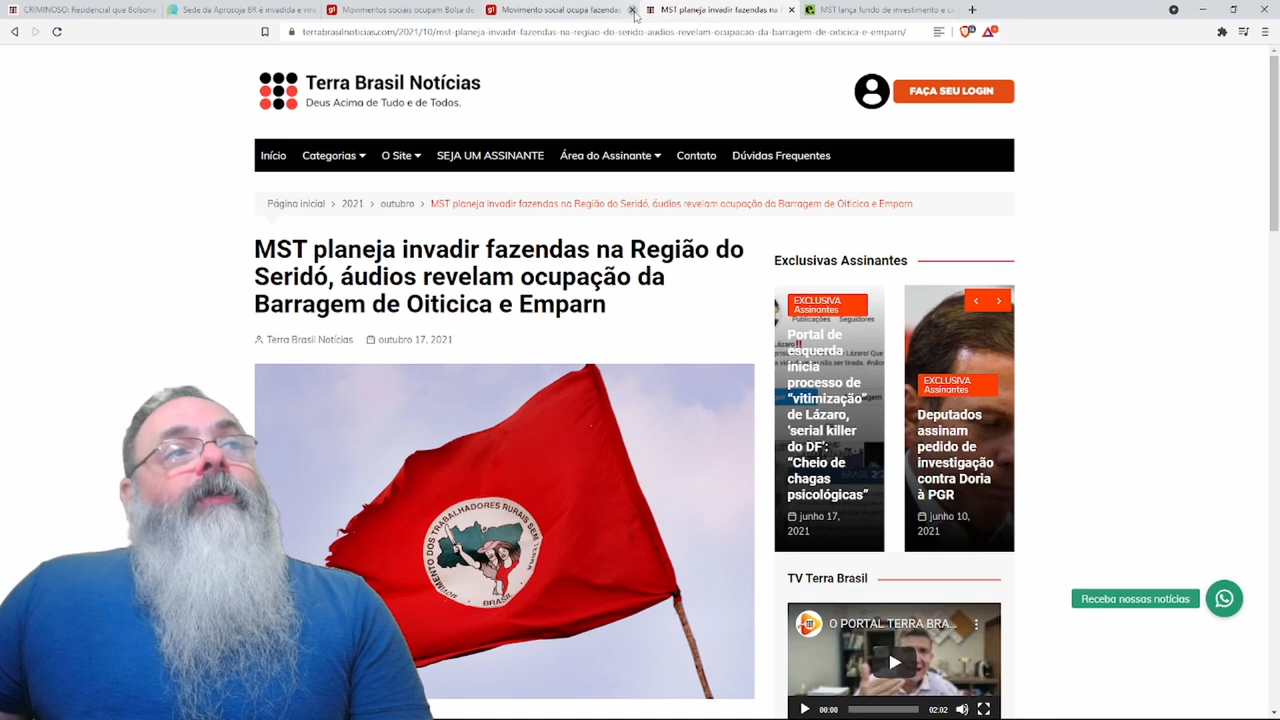 CRIMINOSO: Residencial que Bolsona
Sede da Aprosoja BR é invadida e vira
Movimentos sociais ocupam Bolsa de
Movimento social ocupa fazendas
MST planeja invadir fazendas na
MST lança fundo de investimento e ca
terrabrasilnoticias.com/2021/10/mst-planeja-invadir-fazendas-na-regiao-do-serido-audios-revelam-ocupacao-da-barragem-de-oiticica-e-emparn/
Terra Brasil Notícias
Deus Acima de Tudo e de Todos.
FAÇA SEU LOGIN
Início Categorias O Site SEJA UM ASSINANTE Área do Assinante Contato Dúvidas Frequentes
Página inicial > 2021 > outubro > MST planeja invadir fazendas na Região do Seridó, áudios revelam ocupação da Barragem de Oiticica e Emparn
MST planeja invadir fazendas na Região do
Seridó, áudios revelam ocupação da
Barragem de Oiticica e Emparn
Terra Brasil Notícias outubro 17, 2021
MOVIMENTO DOS TRABALHADORES RURAIS SEM TERRA
BRASIL
Exclusivas Assinantes
EXCLUSIVA
Assinantes
Publicações Seguidores
Portal de
esquerda
inicia
processo de
“vitimização”
de Lázaro,
‘serial killer
do DF’:
“Cheio de
chagas
psicológicas”
junho 17,
2021
EXCLUSIVA
Assinantes
Deputados
assinam
pedido de
investigação
contra Doria
à PGR
junho 10,
2021
TV Terra Brasil
O PORTAL TERRA BRA...
00:00 02:02
Receba nossas notícias